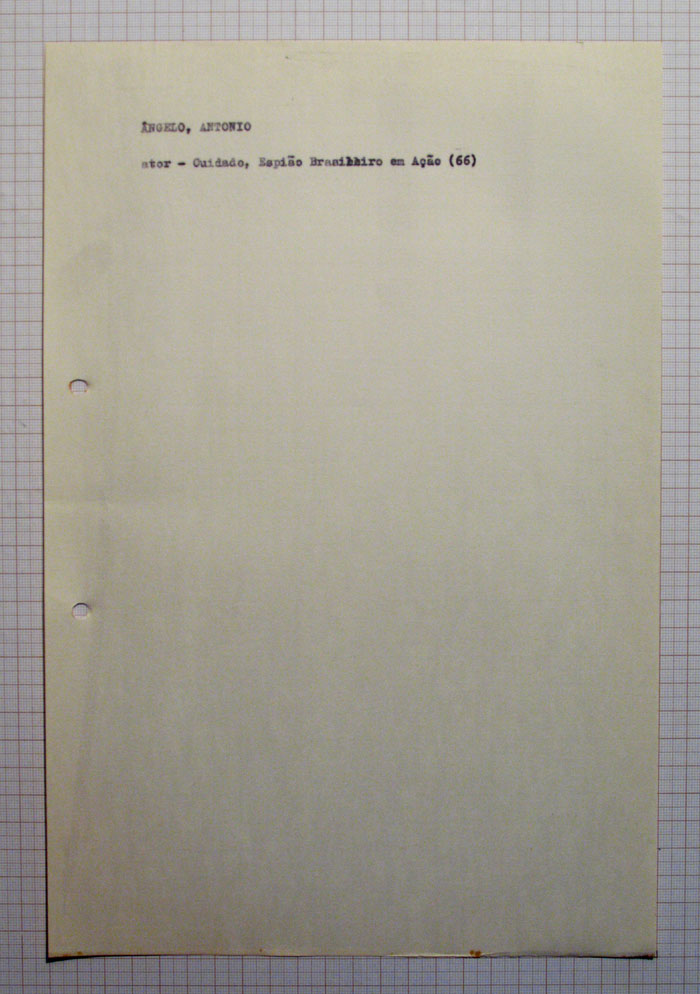 ÂNGELO, ANTONIO
ator - Cuidado, Espião Brasileiro em Ação (66)